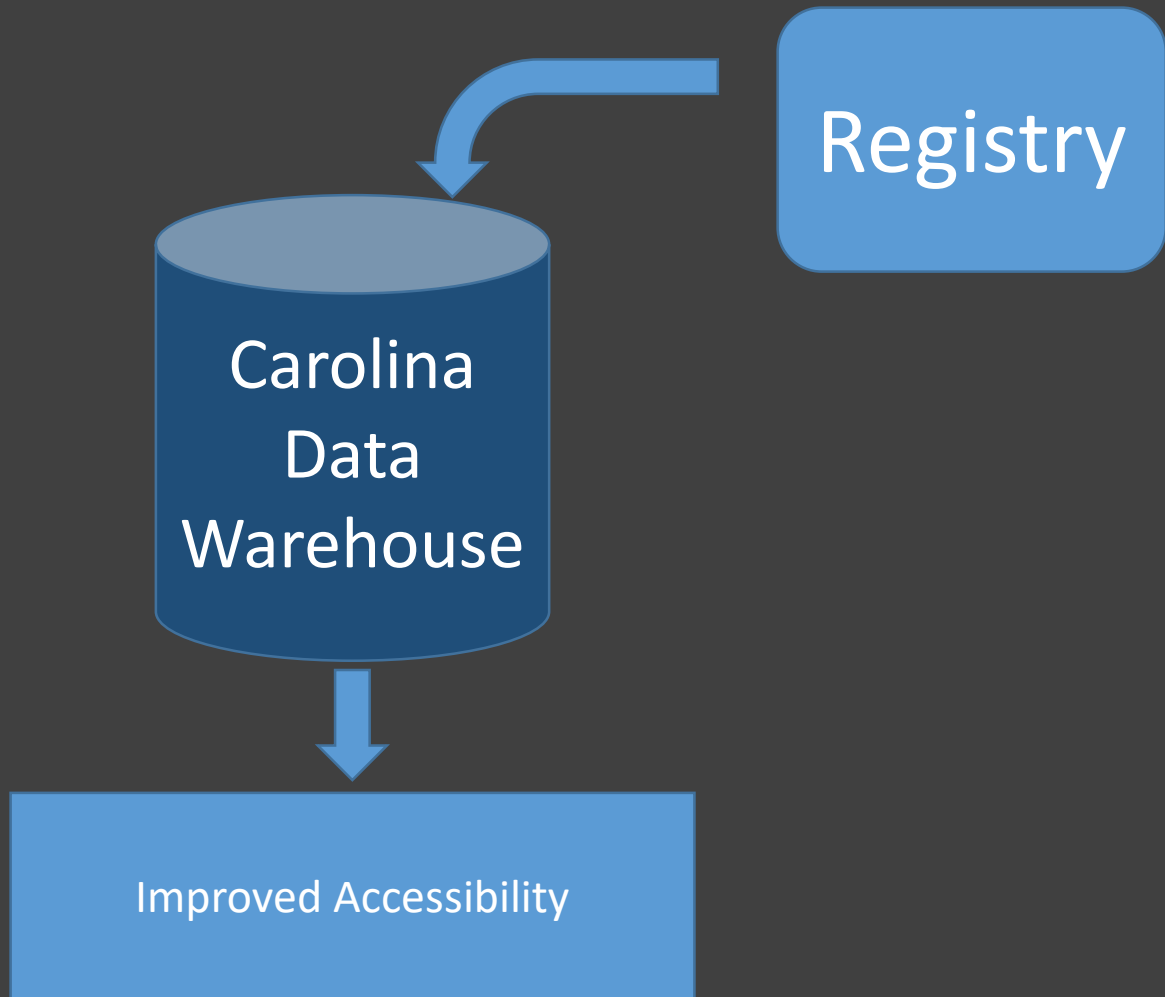 Registry
Carolina
Data
Warehouse
Improved Accessibility